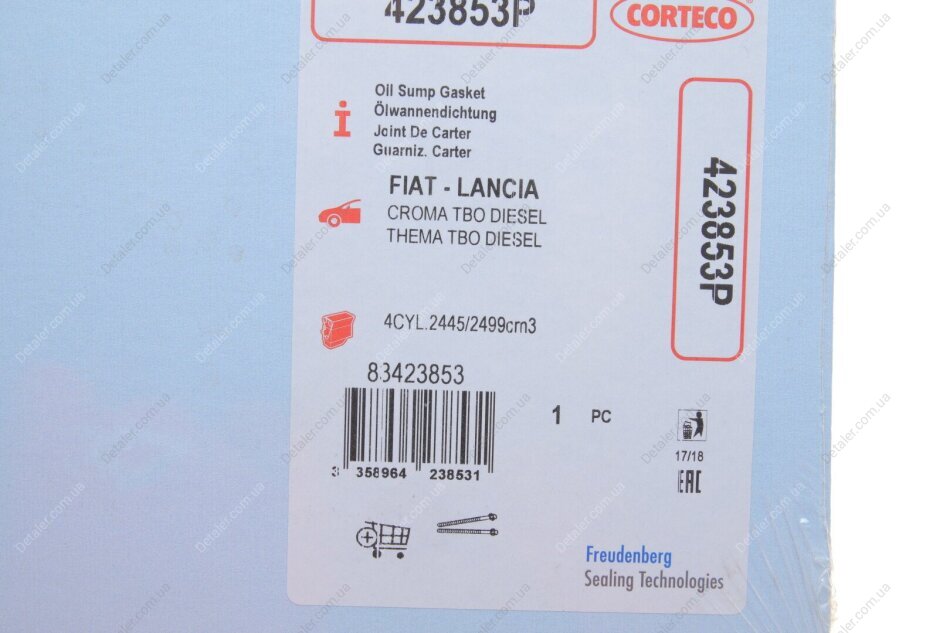 423853P
CORTECO
Oil Sump Gasket
Ölwannendichtung
Joint De Carter
Guarniz. Carter
FIAT - LANCIA
CROMA TBO DIESEL
THEMA TBO DIESEL
423853P
4CYL.2445/2499cm3
83423853
3 358964 238531
1 PC
17/18
EAC
Freudenberg
Sealing Technologies
Detaler.com.ua